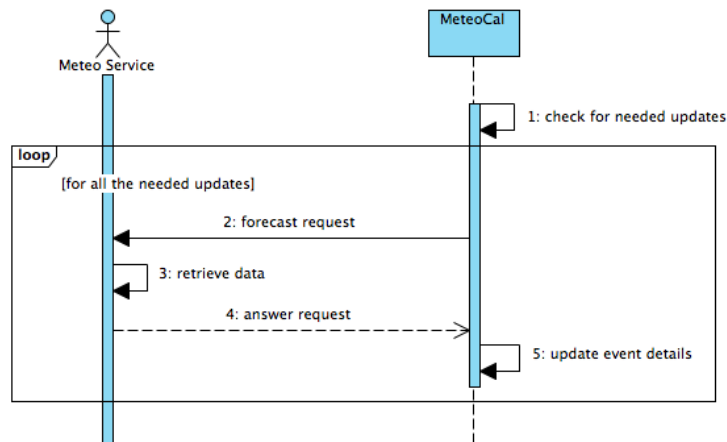 MeteoCal
Meteo Service
1: check for needed updates
loop
[for all the needed updates]
2: forecast request
3: retrieve data
4: answer request
5: update event details